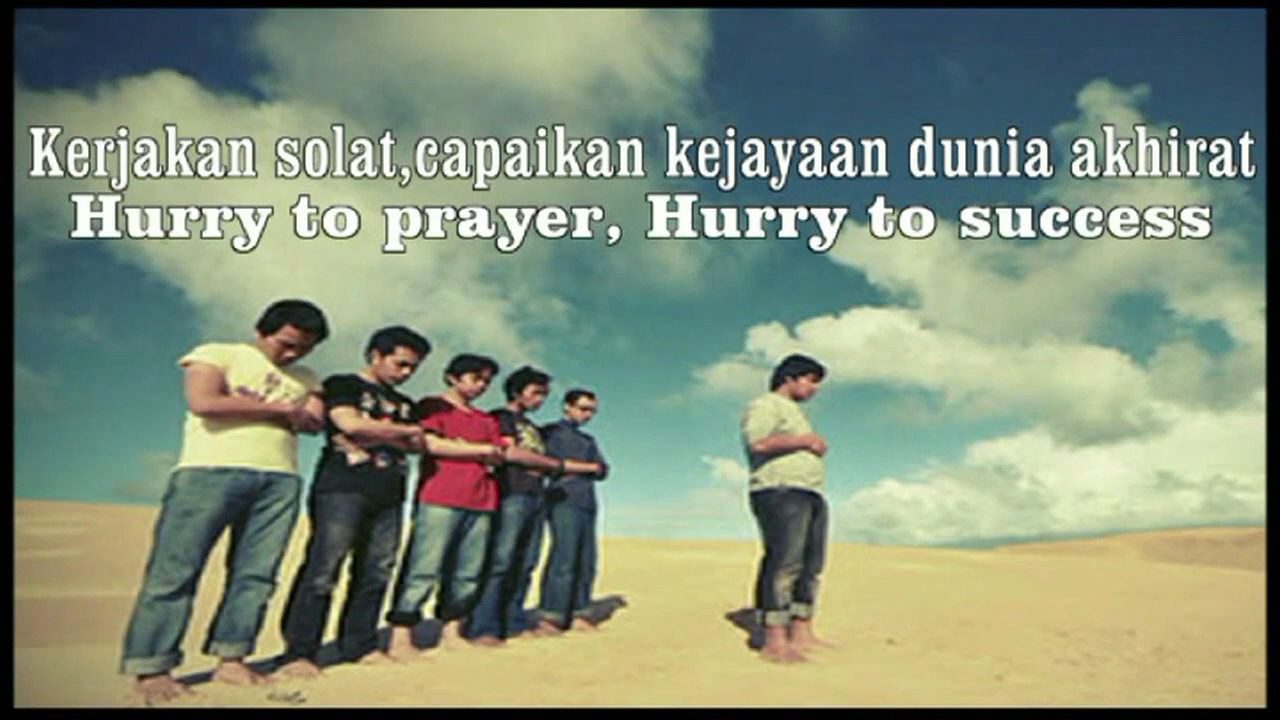 Kerjakan solat,capaikan kejayaan dunia akhirat
Hurry to prayer, Hurry to success